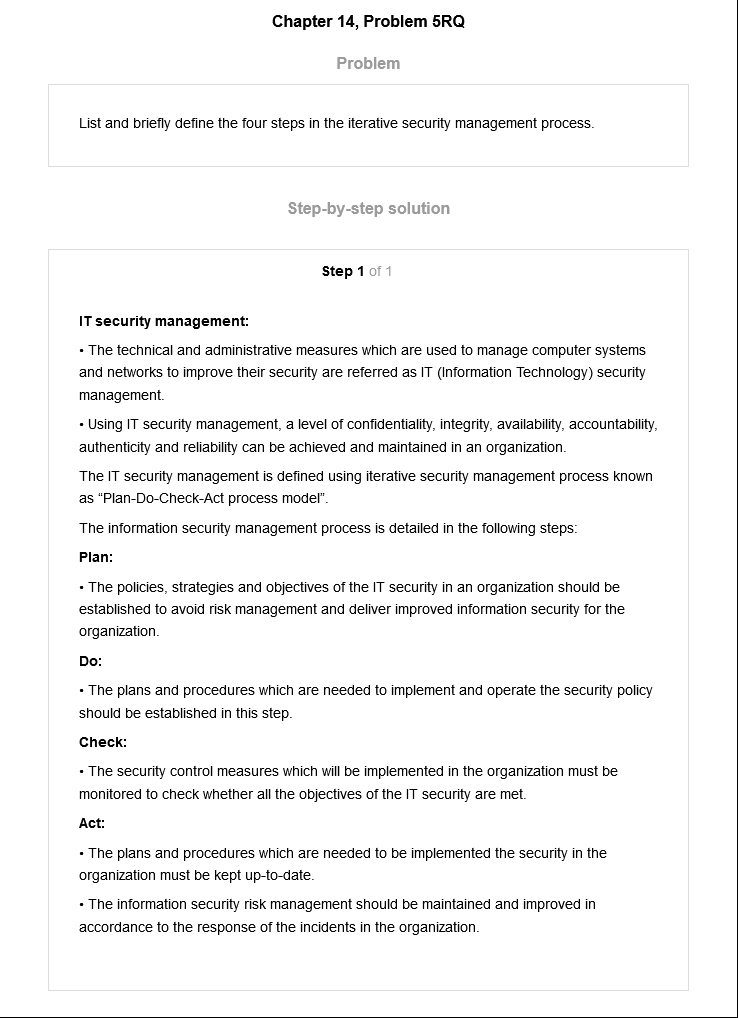 Chapter 14, Problem 5RQ
Problem
List and briefly define the four steps in the iterative security management process.
Step-by-step solution
Step 1 of 1
IT security management:
• The technical and administrative measures which are used to manage computer systems
and networks to improve their security are referred as IT (Information Technology) security
management.
• Using IT security management, a level of confidentiality, integrity, availability, accountability,
authenticity and reliability can be achieved and maintained in an organization.
The IT security management is defined using iterative security management process known
as “Plan-Do-Check-Act process model”.
The information security management process is detailed in the following steps:
Plan:
• The policies, strategies and objectives of the IT security in an organization should be
established to avoid risk management and deliver improved information security for the
organization.
Do:
• The plans and procedures which are needed to implement and operate the security policy
should be established in this step.
Check:
• The security control measures which will be implemented in the organization must be
monitored to check whether all the objectives of the IT security are met.
Act:
• The plans and procedures which are needed to be implemented the security in the
organization must be kept up-to-date.
• The information security risk management should be maintained and improved in
accordance to the response of the incidents in the organization.